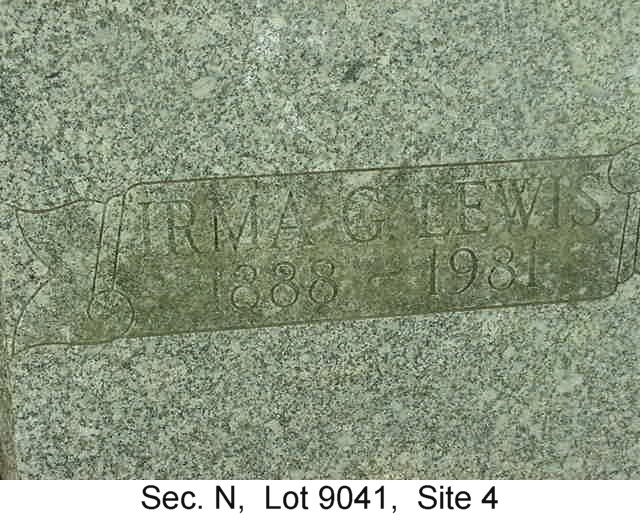 IRMA G. LEWIS
1888 - 1981
Sec. N, Lot 9041, Site 4